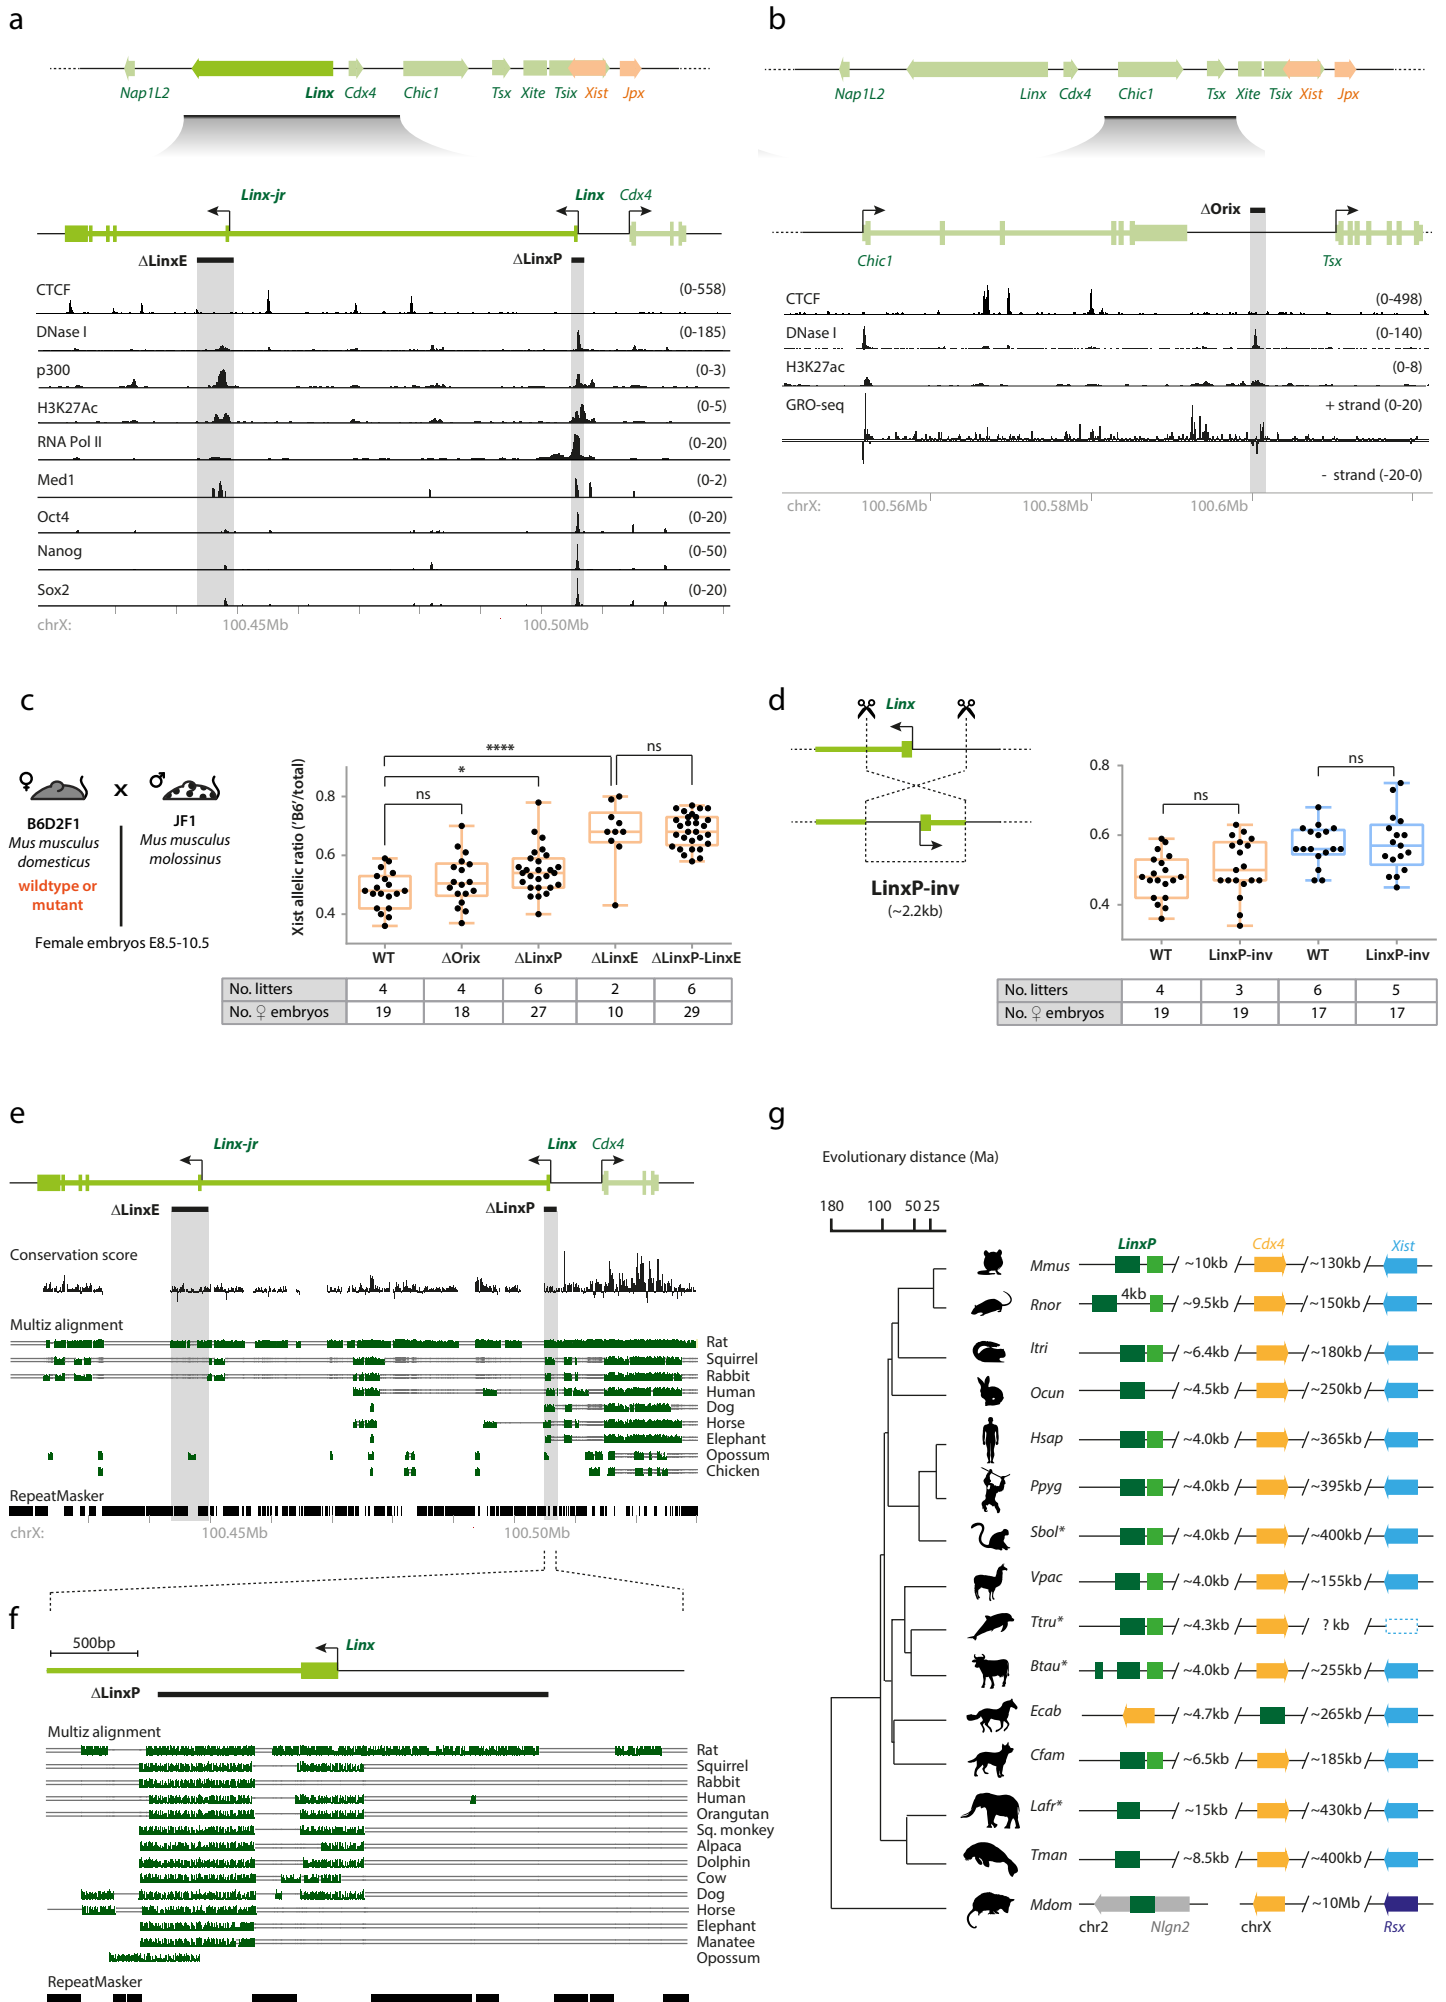 a
Nap1L2 Linx Cdx4 Chic1 Tsx Xite Tsix Xist Jpx
Linx-jr Linx Cdx4
ΔLinxE ΔLinxP
CTCF (0-558)
DNase I (0-185)
p300 (0-3)
H3K27Ac (0-5)
RNA Pol II (0-20)
Med1 (0-2)
Oct4 (0-20)
Nanog (0-50)
Sox2 (0-20)
chrX: 100.45Mb 100.50Mb
b
Nap1L2 Linx Cdx4 Chic1 Tsx Xite Tsix Xist Jpx
ΔOrix
Chic1 Tsx
CTCF (0-498)
DNase I (0-140)
H3K27ac (0-8)
GRO-seq + strand (0-20)
- strand (-20-0)
chrX: 100.56Mb 100.58Mb 100.6Mb
c
♀ x ♂
B6D2F1 JF1
Mus musculus domesticus
Mus musculus molossinus
wildtype or mutant
Female embryos E8.5-10.5
Xist allelic ratio ('B6'/total)
0.8
0.6
0.4
**** ns
*
ns
WT ΔOrix ΔLinxP ΔLinxE ΔLinxP-LinxE
No. litters 4 4 6 2 6
No. ♀ embryos 19 18 27 10 29
d
Linx
LinxP-inv
(~2.2kb)
0.8
0.6
0.4
ns
ns
WT LinxP-inv WT LinxP-inv
No. litters 4 3 6 5
No. ♀ embryos 19 19 17 17
e
Linx-jr Linx Cdx4
ΔLinxE ΔLinxP
Conservation score
Multiz alignment
Rat
Squirrel
Rabbit
Human
Dog
Horse
Elephant
Opossum
Chicken
RepeatMasker
chrX: 100.45Mb 100.50Mb
f
500bp
Linx
ΔLinxP
Multiz alignment
Rat
Squirrel
Rabbit
Human
Orangutan
Sq. monkey
Alpaca
Dolphin
Cow
Dog
Horse
Elephant
Manatee
Opossum
RepeatMasker
g
Evolutionary distance (Ma)
180 100 50 25
LinxP Cdx4 Xist
Mmus ~10kb ~130kb
Rnor 4kb ~9.5kb ~150kb
Itri ~6.4kb ~180kb
Ocun ~4.5kb ~250kb
Hsap ~4.0kb ~365kb
Ppyg ~4.0kb ~395kb
Sbol* ~4.0kb ~400kb
Vpac ~4.0kb ~155kb
Ttru* ~4.3kb ? kb
Btau* ~4.0kb ~255kb
Ecab ~4.7kb ~265kb
Cfam ~6.5kb ~185kb
Lafr* ~15kb ~430kb
Tman ~8.5kb ~400kb
Mdom ~10Mb
chr2 Nlgn2 chrX Rsx